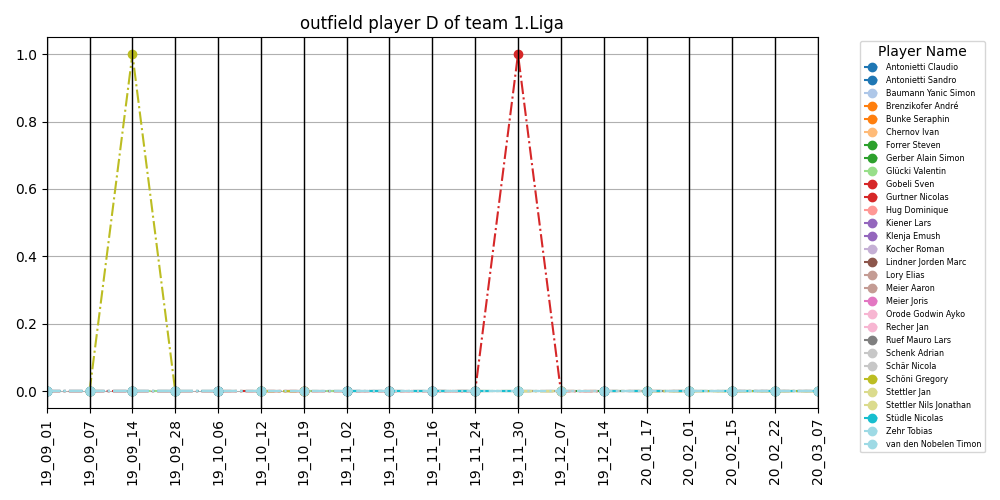 outfield player D of team 1.Liga
1.0
0.8
0.6
0.4
0.2
0.0
19_09_01
19_09_07
19_09_14
19_09_28
19_10_06
19_10_12
19_10_19
19_11_02
19_11_09
19_11_16
19_11_24
19_11_30
19_12_07
19_12_14
20_01_17
20_02_01
20_02_15
20_02_22
20_03_07
Player Name
Antonietti Claudio
Antonietti Sandro
Baumann Yanic Simon
Brenzikofer André
Bunke Seraphin
Chernov Ivan
Forrer Steven
Gerber Alain Simon
Glücki Valentin
Gobeli Sven
Gurtner Nicolas
Hug Dominique
Kiener Lars
Klenja Emush
Kocher Roman
Lindner Jorden Marc
Lory Elias
Meier Aaron
Meier Joris
Orode Godwin Ayko
Recher Jan
Ruef Mauro Lars
Schenk Adrian
Schär Nicola
Schöni Gregory
Stettler Jan
Stettler Nils Jonathan
Stüdle Nicolas
Zehr Tobias
van den Nobelen Timon